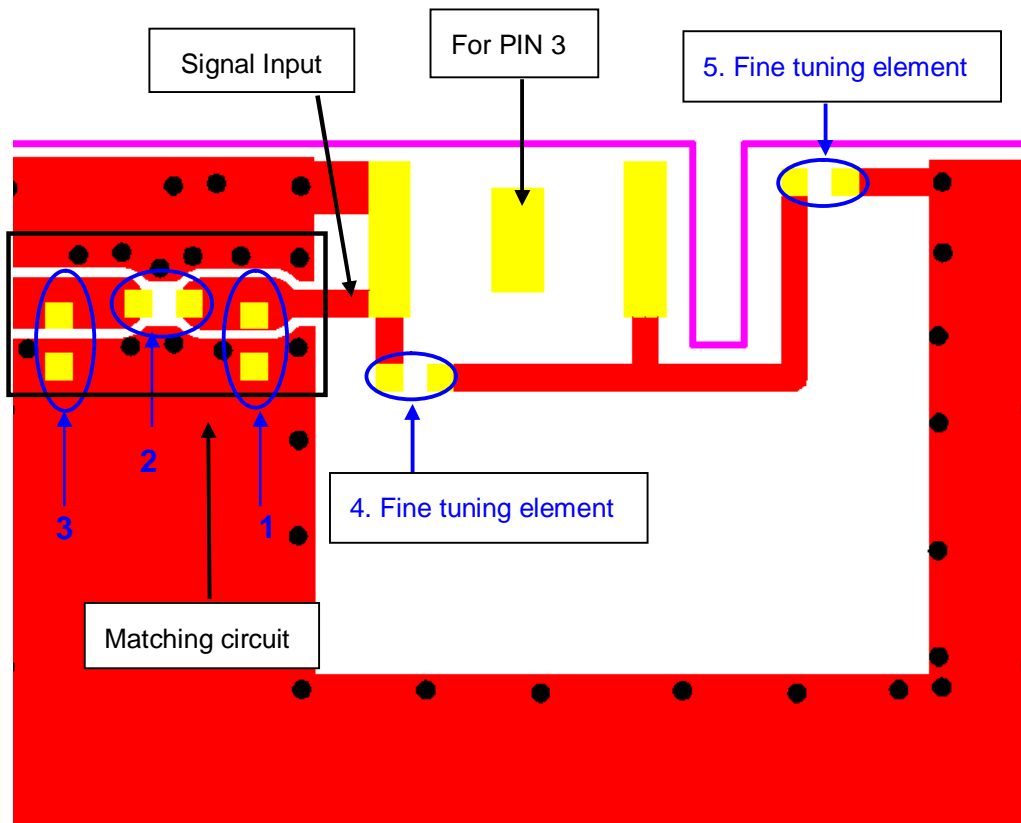 For PIN 3
Signal Input
5. Fine tuning element
2
3
1
4. Fine tuning element
Matching circuit